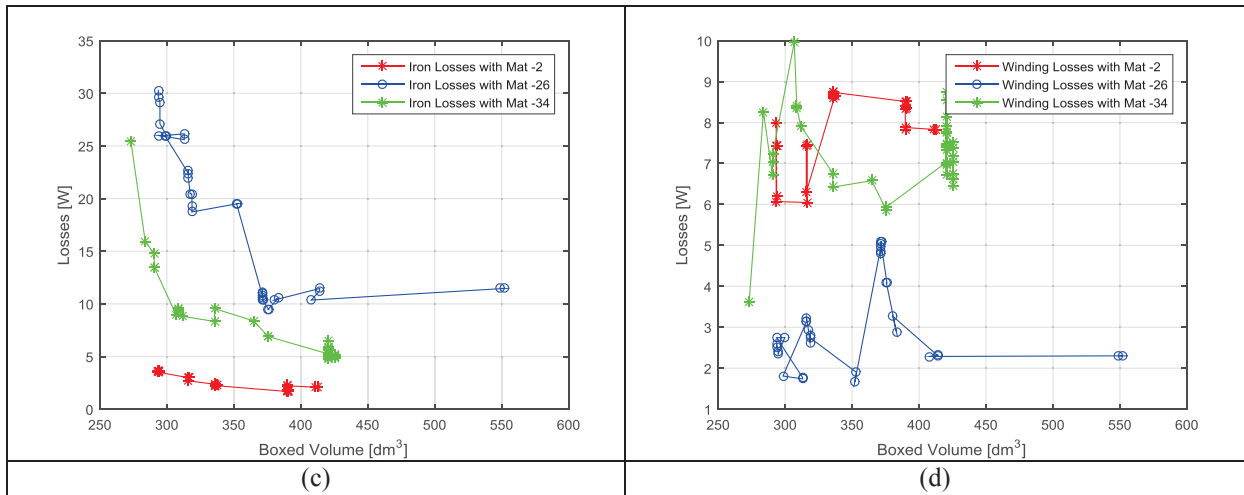 35
30
25
20
15
10
5
0
Losses [W]
Iron Losses with Mat -2
Iron Losses with Mat -26
Iron Losses with Mat -34
250 300 350 400 450 500 550 600
Boxed Volume [dm³]
(c)
10
9
8
7
6
5
4
3
2
1
Losses [W]
Winding Losses with Mat -2
Winding Losses with Mat -26
Winding Losses with Mat -34
250 300 350 400 450 500 550 600
Boxed Volume [dm³]
(d)